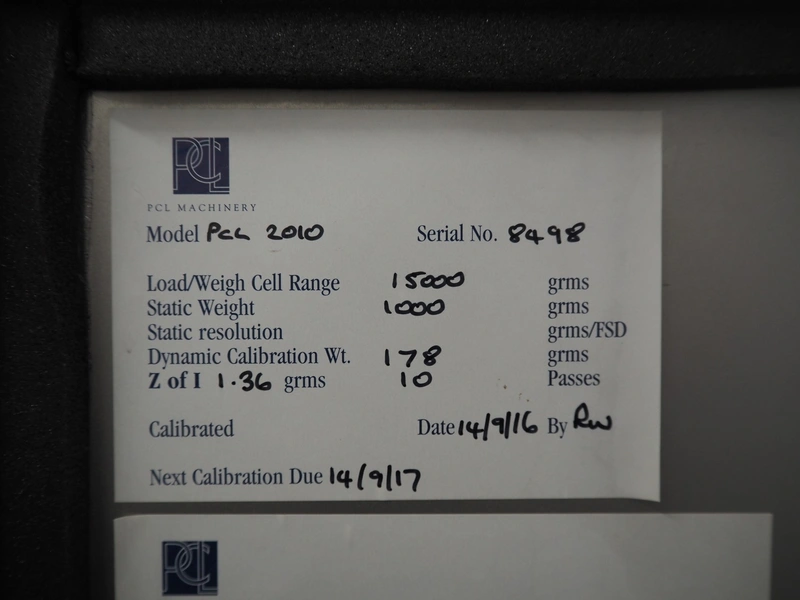 PCL
PCL MACHINERY
Model PCL 2010 Serial No. 8498
Load/Weigh Cell Range 15000 grms
Static Weight 1000 grms
Static resolution grms/FSD
Dynamic Calibration Wt. 178 grms
Z of I 1.36 grms 10 Passes
Calibrated Date 14/9/16 By RW
Next Calibration Due 14/9/17
PCL